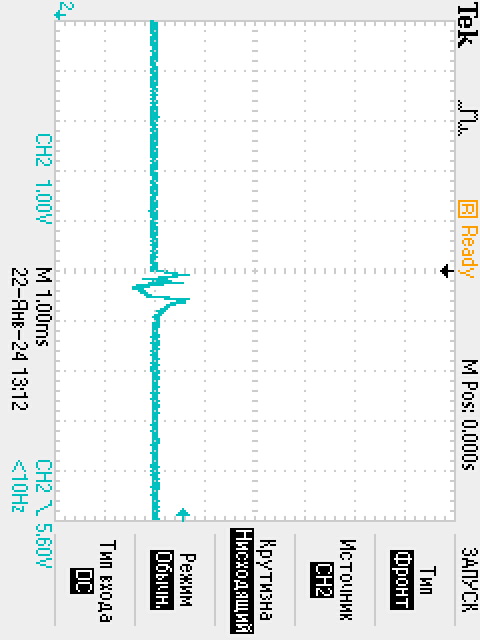 Tek
R Ready
M Pos: 0.000s
ЗАПУСК
Тип
Фронт
Источник
CH2
Крутизна
Нисходящий
Режим
Обычн.
Тип входа
DC
2
CH2 1.00V
M 1.00ms
CH2 \ 5.60V
22-Янв-24 13:12
<10Hz